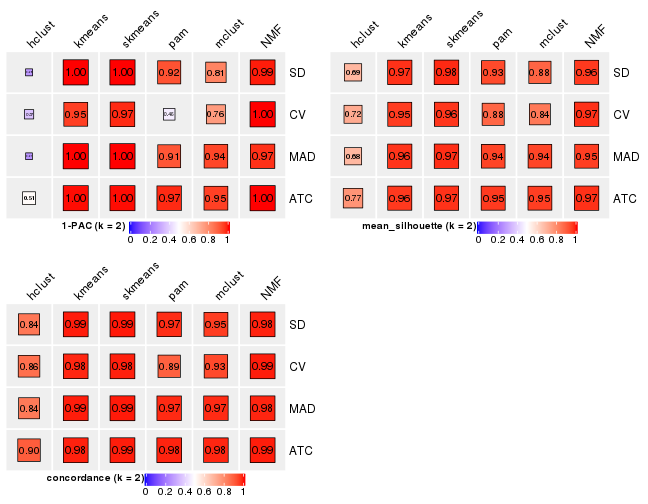 hclust kmeans skmeans pam mclust NMF
1.00 1.00 0.92 0.81 0.99 SD
0.95 0.97 0.46 0.76 1.00 CV
1.00 1.00 0.91 0.94 0.97 MAD
0.51 1.00 1.00 0.97 0.95 1.00 ATC
1-PAC (k = 2)
0 0.2 0.4 0.6 0.8 1
hclust kmeans skmeans pam mclust NMF
0.69 0.97 0.98 0.93 0.88 0.96 SD
0.72 0.95 0.96 0.88 0.84 0.97 CV
0.68 0.96 0.97 0.94 0.94 0.95 MAD
0.77 0.96 0.97 0.95 0.95 0.97 ATC
mean_silhouette (k = 2)
0 0.2 0.4 0.6 0.8 1
hclust kmeans skmeans pam mclust NMF
0.84 0.99 0.99 0.97 0.95 0.98 SD
0.86 0.98 0.98 0.89 0.93 0.99 CV
0.84 0.99 0.99 0.97 0.97 0.98 MAD
0.90 0.98 0.99 0.98 0.98 0.99 ATC
concordance (k = 2)
0 0.2 0.4 0.6 0.8 1